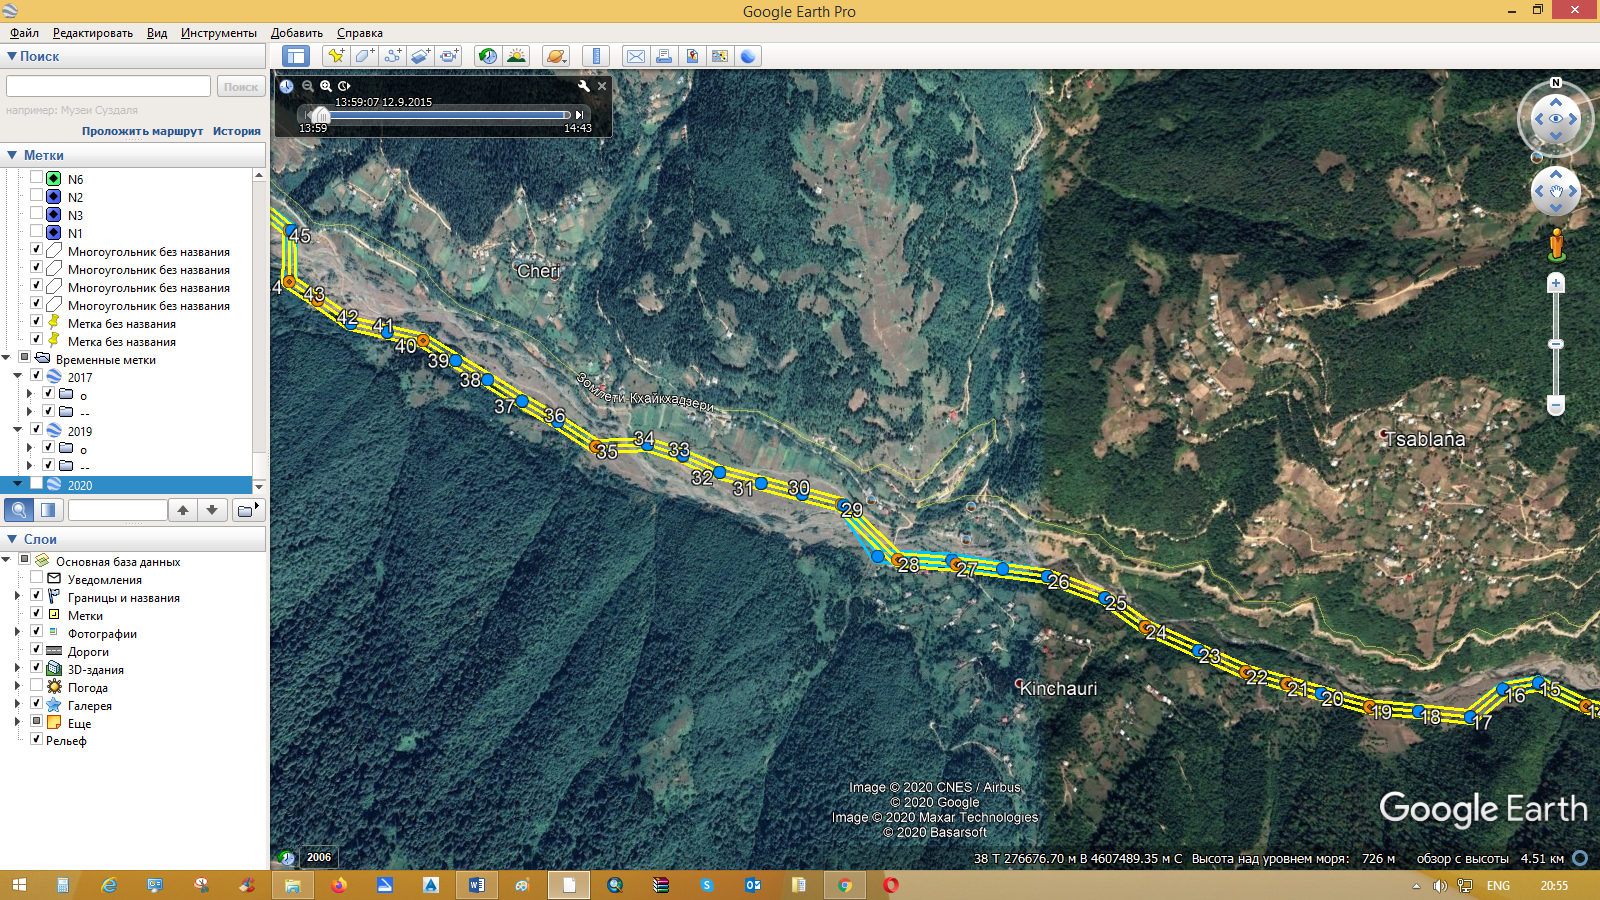 Google Earth Pro
Файл Редактировать Вид Инструменты Добавить Справка
Поиск
Поиск
например: Музеи Суздаля
Проложить маршрут История
Метки
N6
N2
N3
N1
Многоугольник без названия
Многоугольник без названия
Многоугольник без названия
Многоугольник без названия
Метка без названия
Метка без названия
Временные метки
2017
о
--
2019
о
--
2020
Слои
Основная база данных
Уведомления
Границы и названия
Метки
Фотографии
Дороги
3D-здания
Погода
Галерея
Еще
Рельеф
13:59:07 12.9.2015
13:59 14:43
N
45
Cheri
4
43
42
41
40
39
38
37
36
35
34
33
32
31
30
29
28
27
26
25
24
23
22
21
20
19
18
17
16
15
Tsablana
Kinchauri
Image © 2020 CNES / Airbus
© 2020 Google
Image © 2020 Maxar Technologies
© 2020 Basarsoft
Google Earth
2006
38 T 276676.70 м В 4607489.35 м С Высота над уровнем моря: 726 м обзор с высоты 4.51 км
ENG 20:55